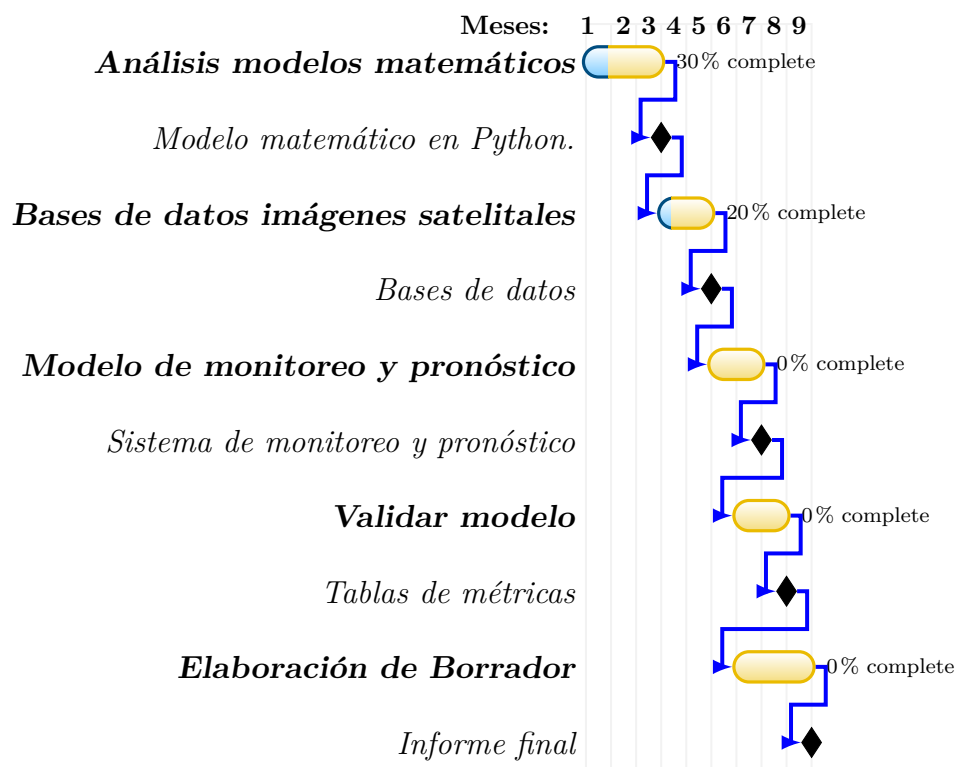 Meses: 1 2 3 4 5 6 7 8 9
Análisis modelos matemáticos 30 % complete
Modelo matemático en Python.
Bases de datos imágenes satelitales 20 % complete
Bases de datos
Modelo de monitoreo y pronóstico 0 % complete
Sistema de monitoreo y pronóstico
Validar modelo 0 % complete
Tablas de métricas
Elaboración de Borrador 0 % complete
Informe final